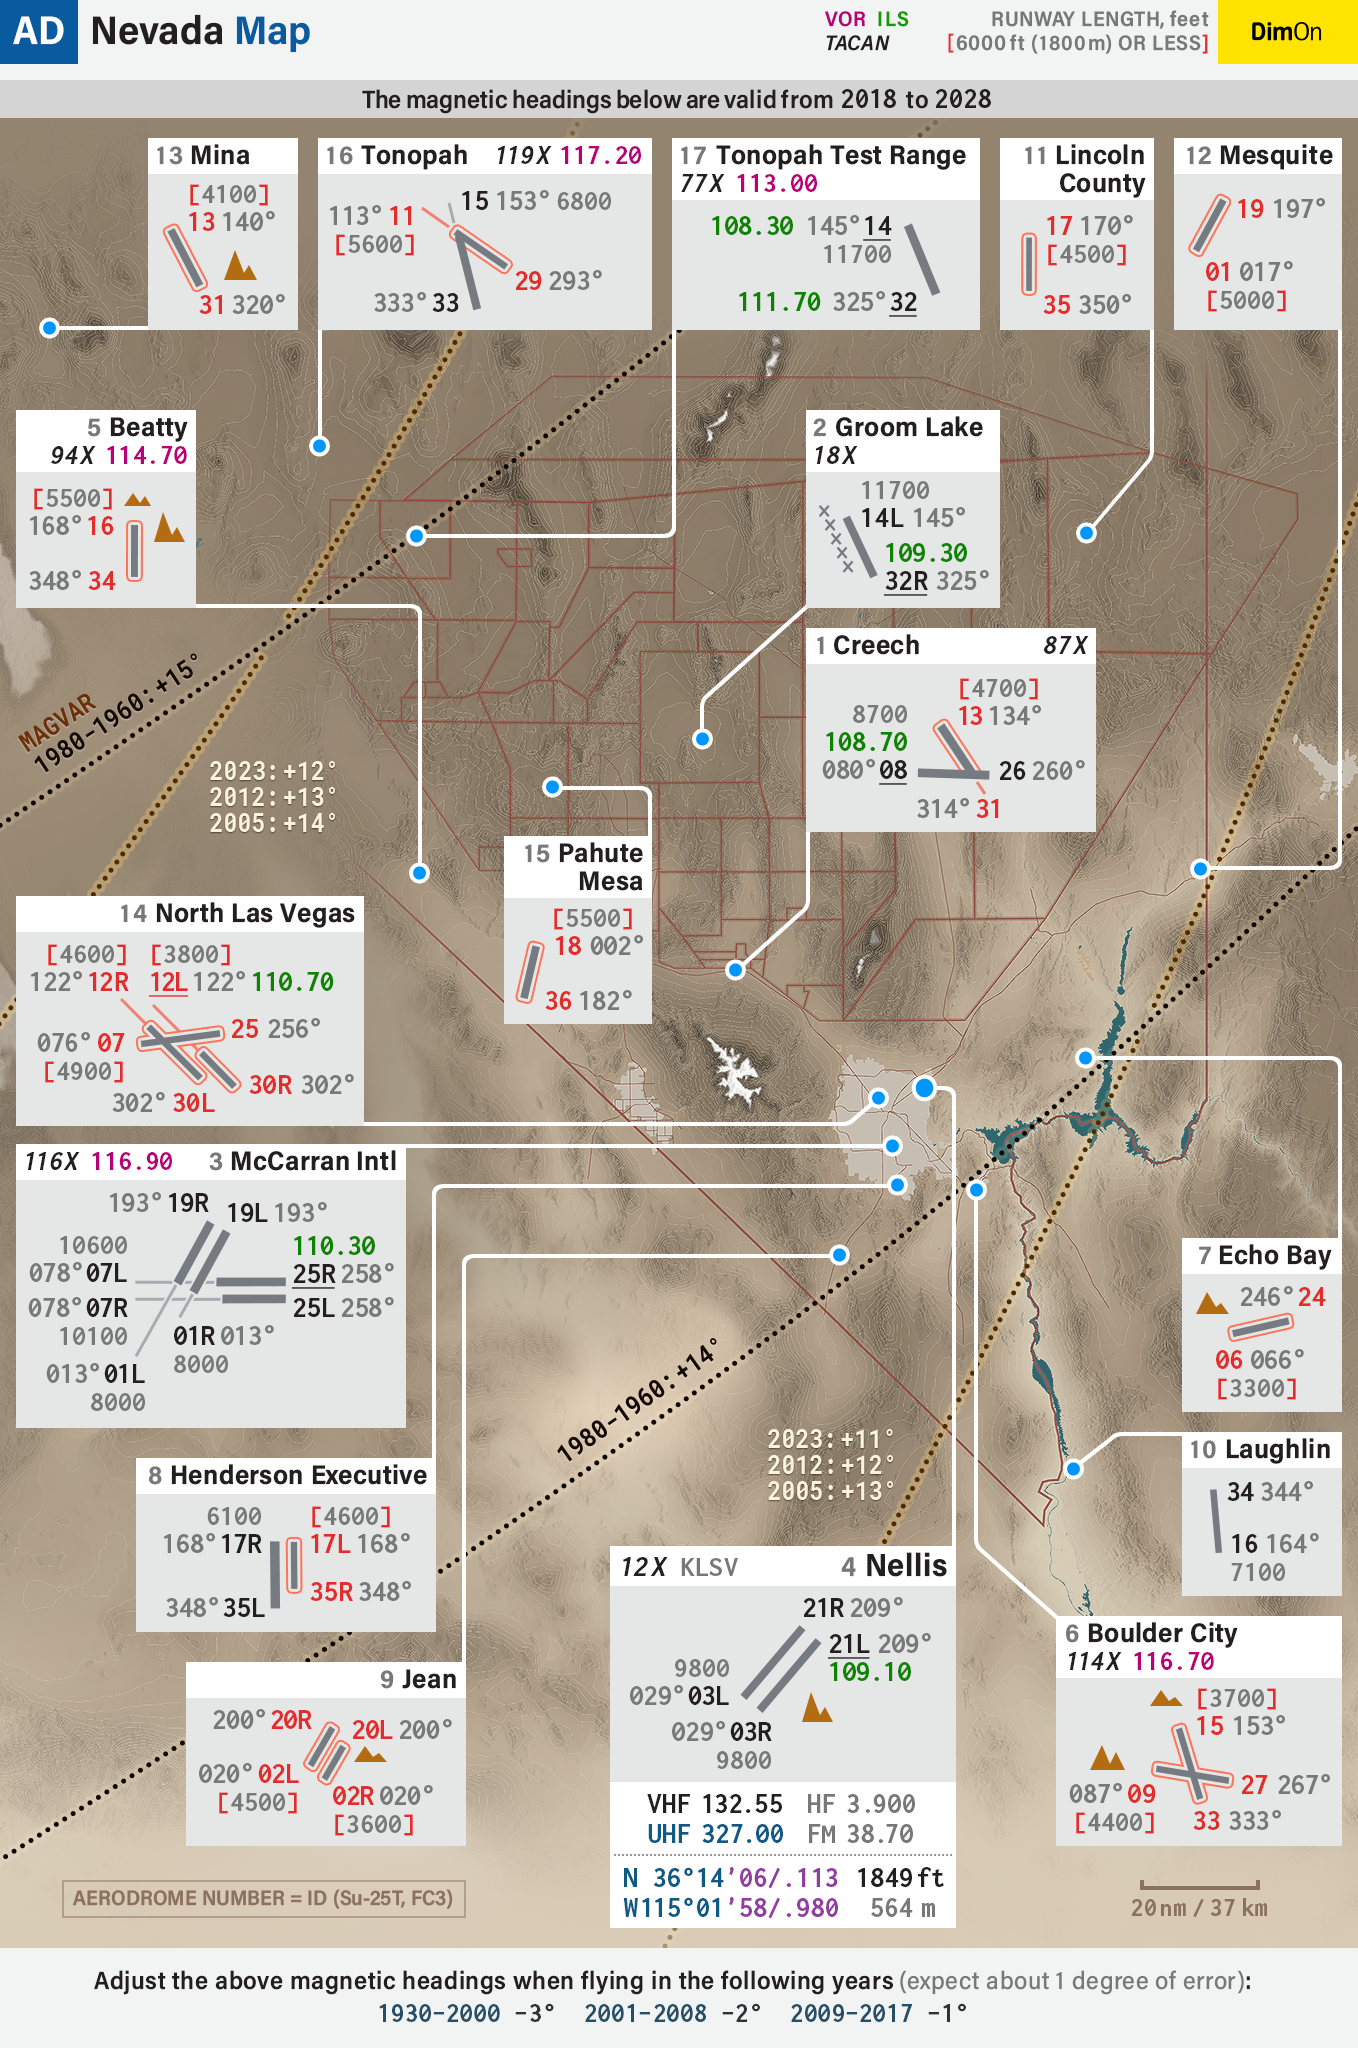 AD Nevada Map
VOR ILS
TACAN
RUNWAY LENGTH, feet
[6000 ft (1800 m) OR LESS]
DimOn
The magnetic headings below are valid from 2018 to 2028
13 Mina
[4100]
13 140°
31 320°
16 Tonopah 119X 117.20
15 153° 6800
113° 11
[5600]
29 293°
333° 33
17 Tonopah Test Range
77X 113.00
108.30 145° 14
11700
111.70 325° 32
11 Lincoln
County
17 170°
[4500]
35 350°
12 Mesquite
19 197°
01 017°
[5000]
5 Beatty
94X 114.70
[5500]
168° 16
348° 34
2 Groom Lake
18X
11700
14L 145°
109.30
32R 325°
1 Creech 87X
[4700]
13 134°
8700
108.70
080° 08
26 260°
314° 31
MAGVAR
1980-1960: +15°
2023: +12°
2012: +13°
2005: +14°
15 Pahute
Mesa
[5500]
18 002°
36 182°
14 North Las Vegas
[4600] [3800]
122° 12R 12L 122° 110.70
076° 07
[4900]
25 256°
30R 302°
302° 30L
116X 116.90 3 McCarran Intl
193° 19R
19L 193°
10600
078° 07L
110.30
25R 258°
078° 07R
10100
25L 258°
01R 013°
8000
013° 01L
8000
7 Echo Bay
246° 24
06 066°
[3300]
1980-1960: +14°
2023: +11°
2012: +12°
2005: +13°
10 Laughlin
34 344°
16 164°
7100
8 Henderson Executive
6100 [4600]
168° 17R 17L 168°
35R 348°
348° 35L
12X KLSV 4 Nellis
21R 209°
21L 209°
109.10
9800
029° 03L
029° 03R
9800
VHF 132.55 HF 3.900
UHF 327.00 FM 38.70
N 36°14'06/.113 1849 ft
W115°01'58/.980 564 m
6 Boulder City
114X 116.70
[3700]
15 153°
087° 09
[4400]
27 267°
33 333°
9 Jean
200° 20R
20L 200°
020° 02L
[4500]
02R 020°
[3600]
AERODROME NUMBER = ID (Su-25T, FC3)
20 nm / 37 km
Adjust the above magnetic headings when flying in the following years (expect about 1 degree of error):
1930-2000 -3° 2001-2008 -2° 2009-2017 -1°